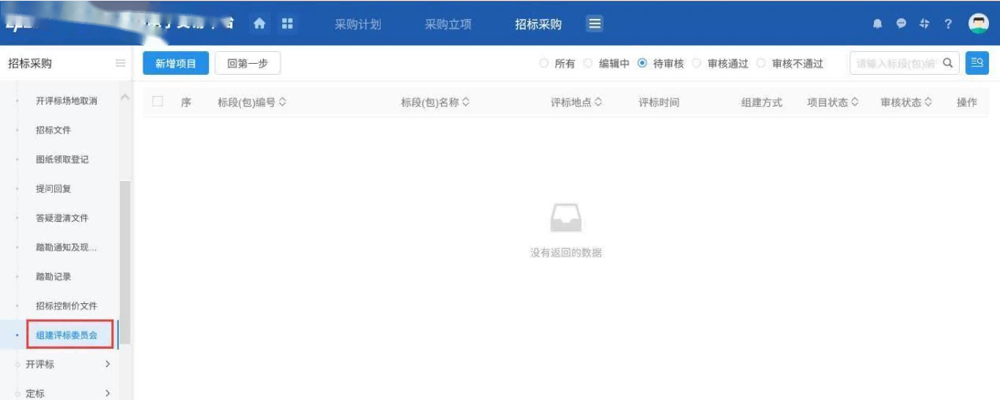 采购计划 采购立项 招标采购
招标采购
新增项目 回第一步 所有 编辑中 待审核 审核通过 审核不通过 请输入标段(包)编
序 标段(包)编号 标段(包)名称 评标地点 评标时间 组建方式 项目状态 审核状态 操作
开评标场地取消
招标文件
图纸领取登记
提问回复
答疑澄清文件
踏勘通知及现...
踏勘记录
招标控制价文件
组建评标委员会
开评标
定标
没有返回的数据